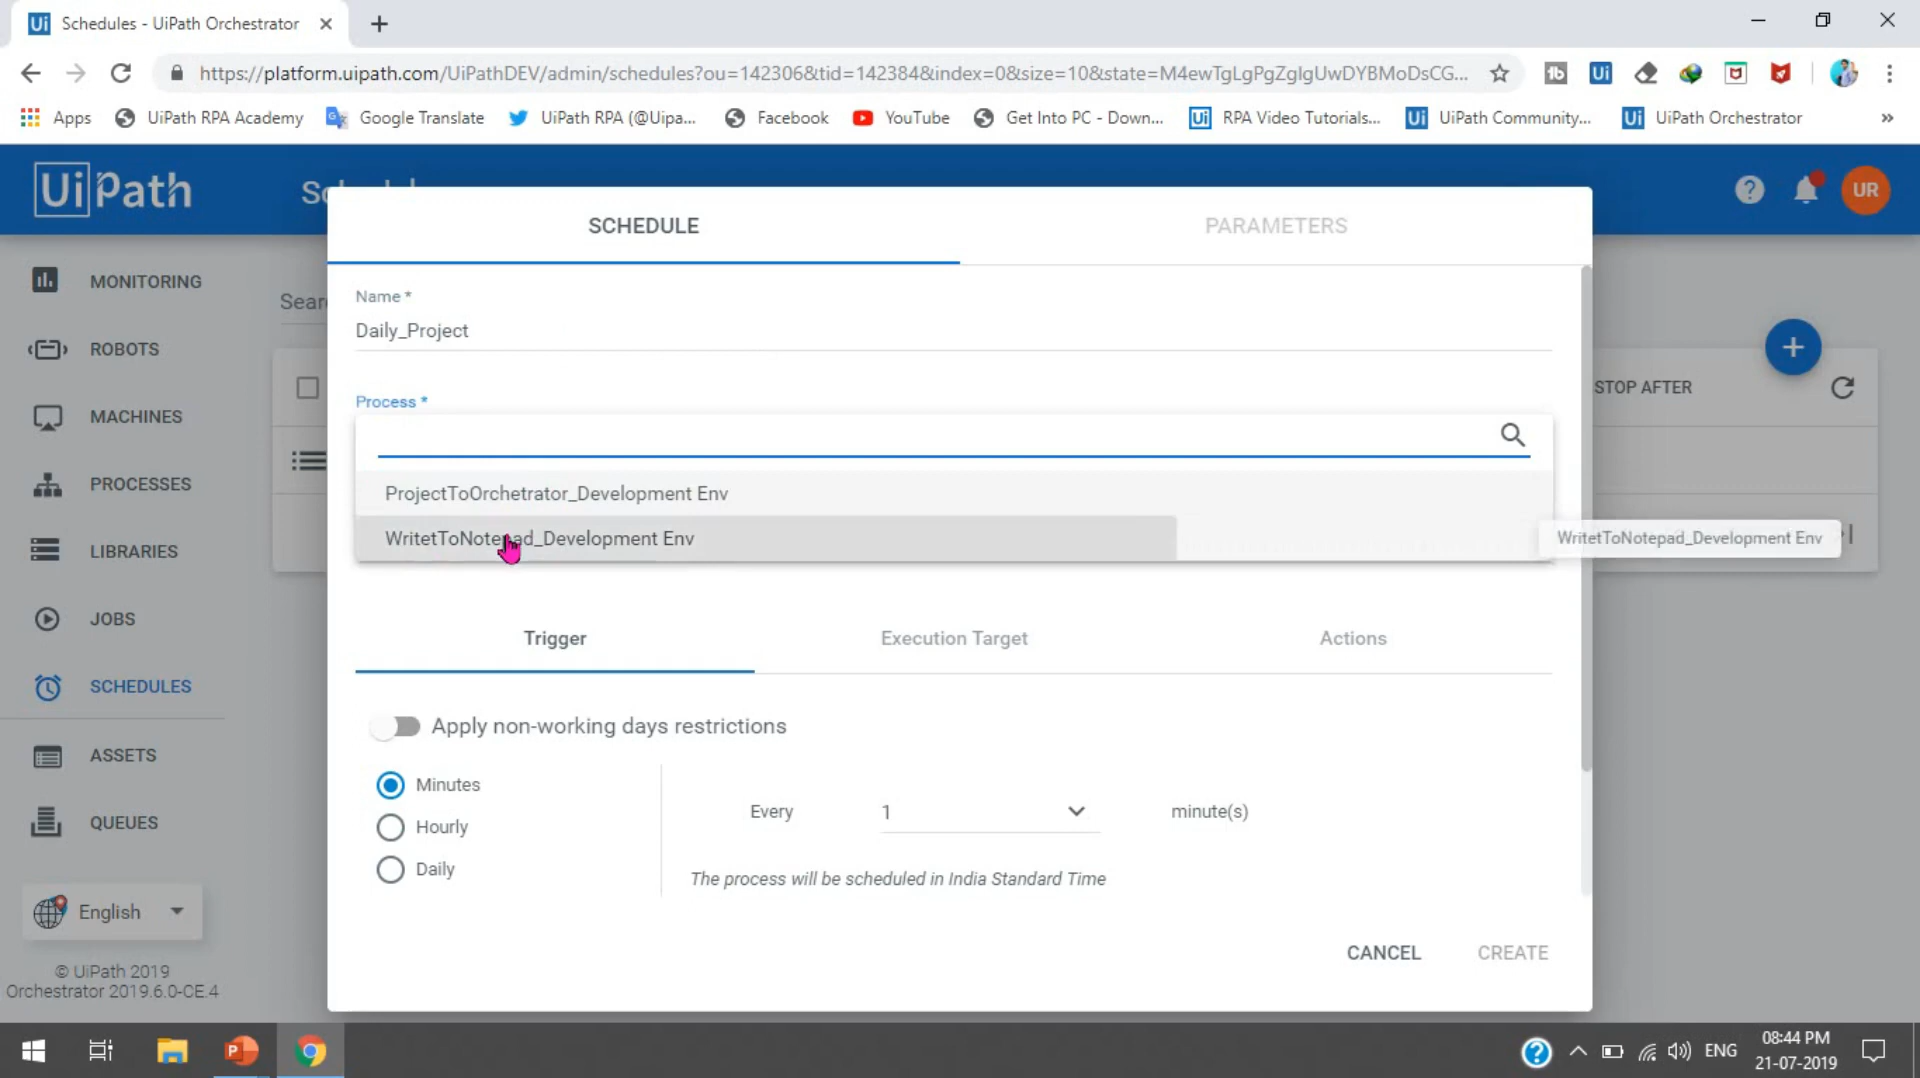 Ui Schedules - UiPath Orchestrator
https://platform.uipath.com/UiPathDEV/admin/schedules?ou=142306&tid=142384&index=0&size=10&state=M4ewTgLgPgZglgUwDYBMoDsCG...
Apps UiPath RPA Academy Google Translate UiPath RPA (@Uipa... Facebook YouTube Get Into PC - Down... RPA Video Tutorials... UiPath Community... UiPath Orchestrator »
UiPath
UR
SCHEDULE PARAMETERS
MONITORING
Name *
Sear
Daily_Project
ROBOTS
STOP AFTER
Process *
MACHINES
PROCESSES
ProjectToOrchetrator_Development Env
WritetToNotepad_Development Env
WritetToNotepad_Development Env
LIBRARIES
JOBS
Trigger Execution Target Actions
SCHEDULES
Apply non-working days restrictions
ASSETS
Minutes
Every 1 minute(s)
QUEUES
Hourly
Daily
The process will be scheduled in India Standard Time
English
CANCEL CREATE
© UiPath 2019
Orchestrator 2019.6.0-CE.4
ENG
08:44 PM
21-07-2019